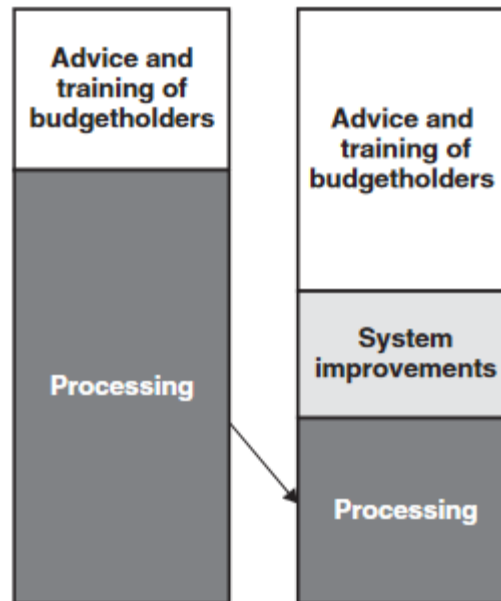 Advice and
training of
budgetholders
Processing
Advice and
training of
budgetholders
System
improvements
Processing